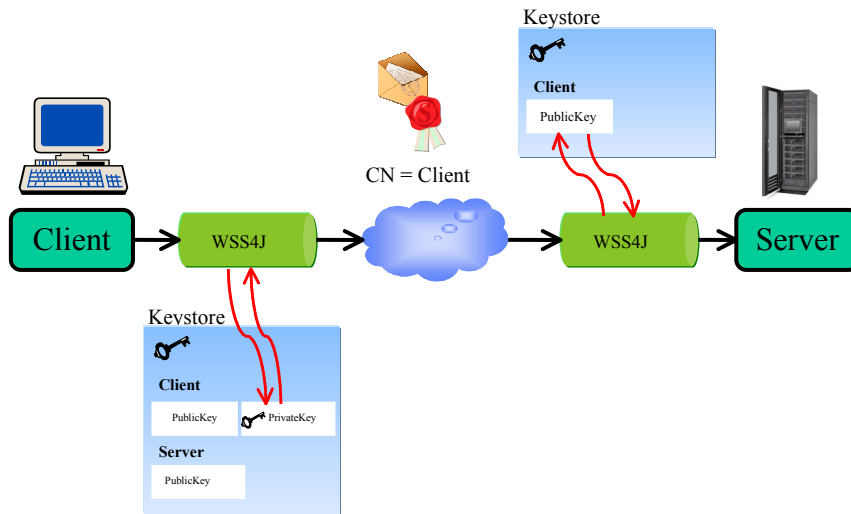 Keystore
Client
PublicKey
CN = Client
Client
WSS4J
WSS4J
Server
Keystore
Client
PublicKey
PrivateKey
Server
PublicKey
S